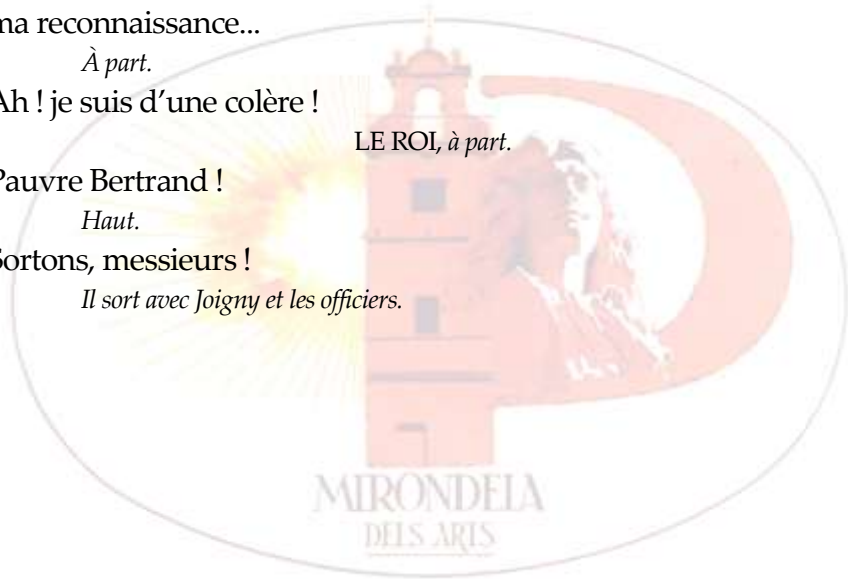 ma reconnaissance...
À part.
Ah ! je suis d'une colère !
LE ROI, à part.
Pauvre Bertrand !
Haut.
Sortons, messieurs !
Il sort avec Joigny et les officiers.
MIRONDELA
DELS ARTS